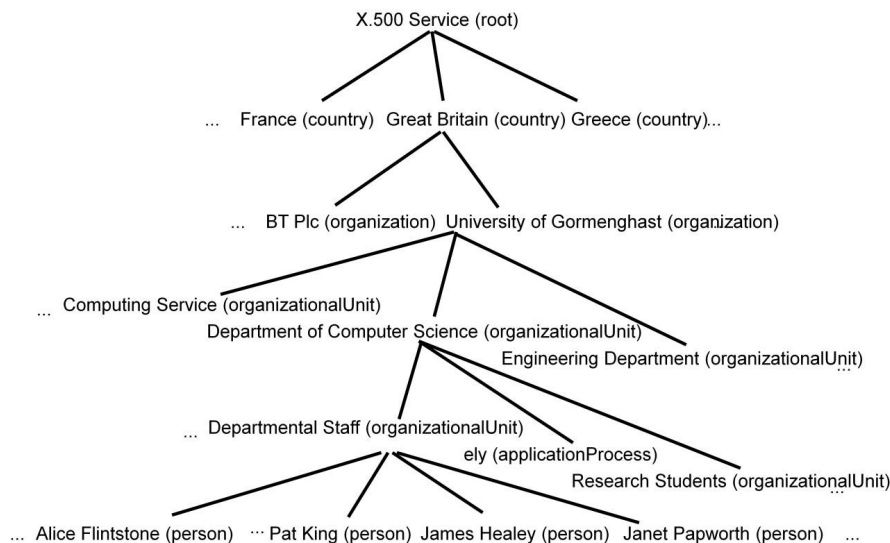 X.500 Service (root)
... France (country) Great Britain (country) Greece (country)...
... BT Plc (organization) University of Gormenghast (organization) ...
... Computing Service (organizationalUnit)
Department of Computer Science (organizationalUnit)
Engineering Department (organizationalUnit) ...
... Departmental Staff (organizationalUnit)
ely (applicationProcess)
Research Students (organizationalUnit) ...
... Alice Flintstone (person) ... Pat King (person) James Healey (person) Janet Papworth (person) ...